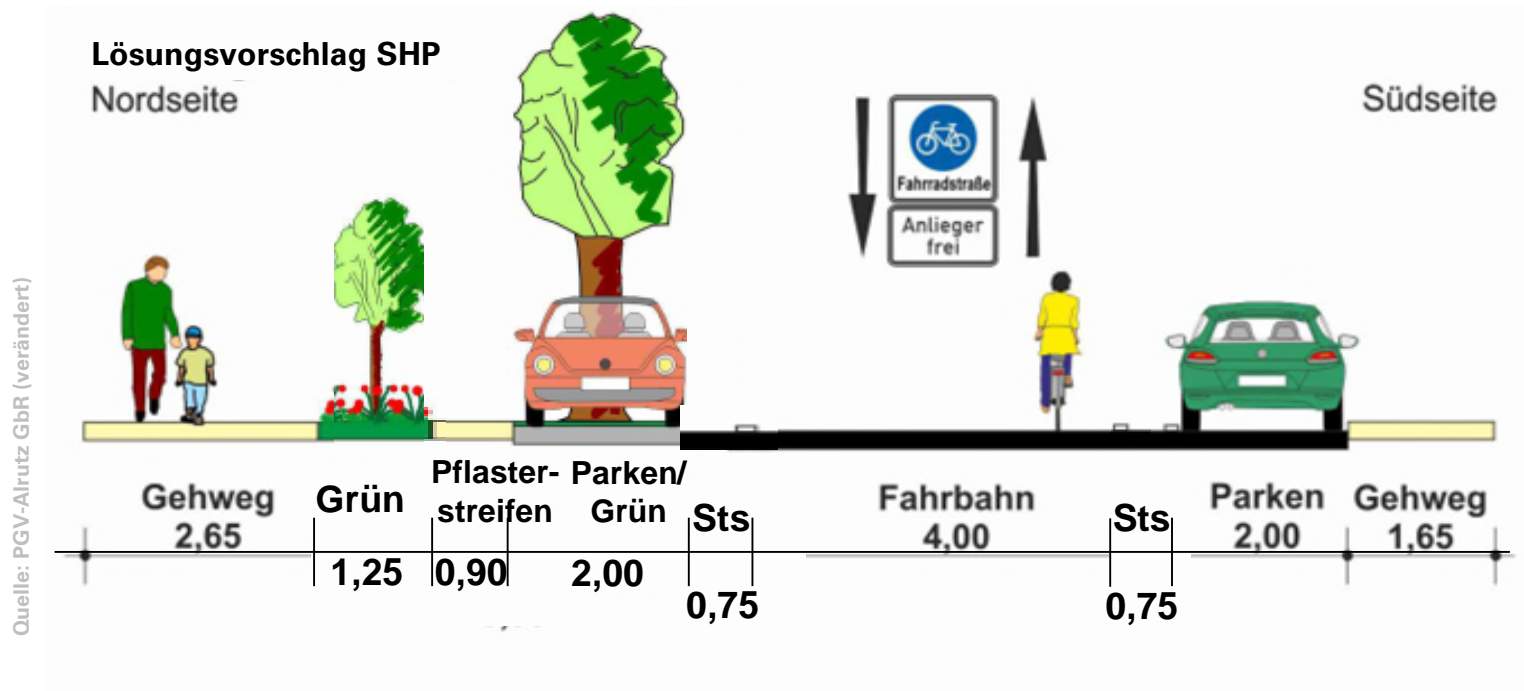 Lösungsvorschlag SHP
Nordseite
Südseite
Fahrradstraße
Anlieger
frei
Quelle: PGV-Alrutz GbR (verändert)
Gehweg
2,65
Grün
1,25
Pflaster-
streifen
0,90
Parken/
Grün
2,00
Sts
0,75
Fahrbahn
4,00
Sts
0,75
Parken
2,00
Gehweg
1,65